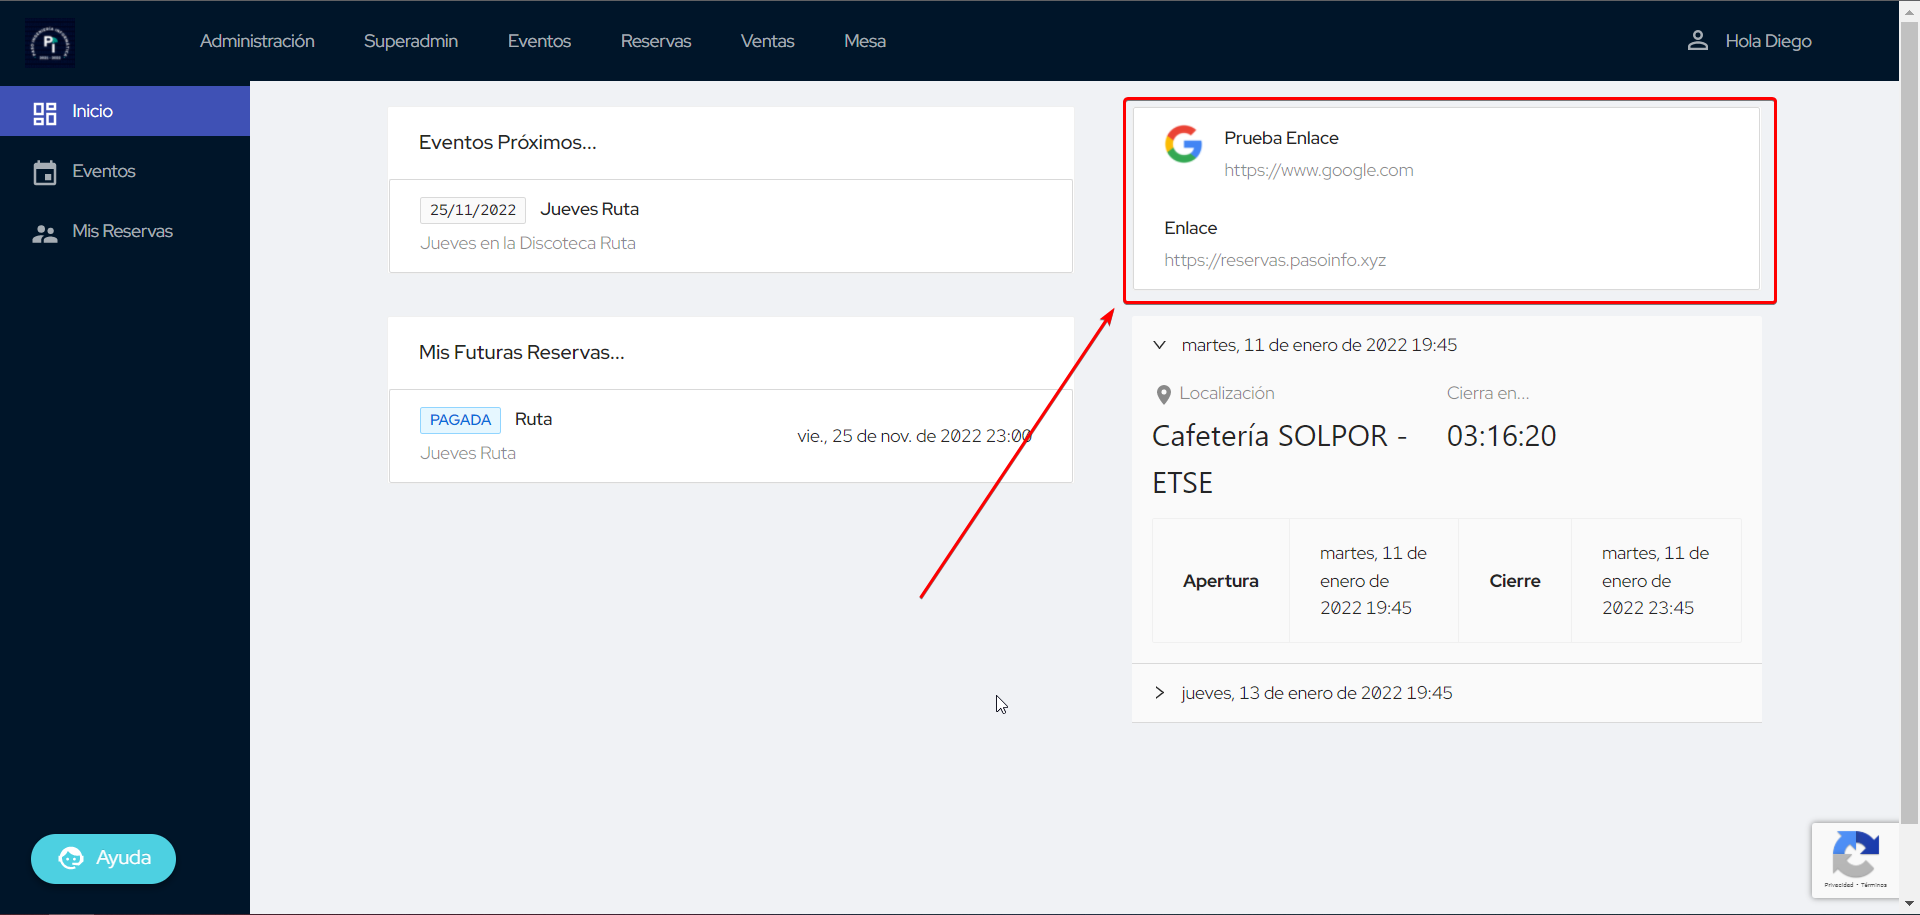 Pi
Administración
Superadmin
Eventos
Reservas
Ventas
Mesa
Hola Diego
Inicio
Eventos
Mis Reservas
Ayuda
Eventos Próximos...
25/11/2022
Jueves Ruta
Jueves en la Discoteca Ruta
Mis Futuras Reservas...
PAGADA
Ruta
Jueves Ruta
vie., 25 de nov. de 2022 23:00
Prueba Enlace
https://www.google.com
Enlace
https://reservas.pasoinfo.xyz
martes, 11 de enero de 2022 19:45
Localización
Cierra en...
Cafetería SOLPOR -
ETSE
03:16:20
Apertura
martes, 11 de
enero de
2022 19:45
Cierre
martes, 11 de
enero de
2022 23:45
jueves, 13 de enero de 2022 19:45
Privacidad - Términos